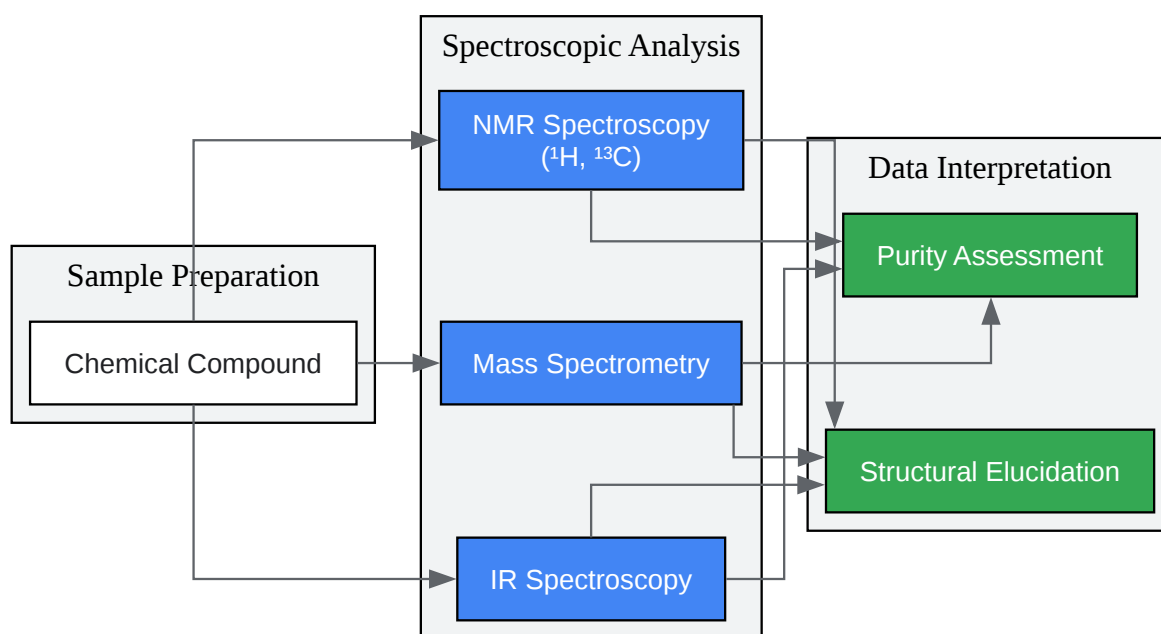 Sample Preparation
Chemical Compound
Spectroscopic Analysis
NMR Spectroscopy
(¹H, ¹³C)
Mass Spectrometry
IR Spectroscopy
Data Interpretation
Purity Assessment
Structural Elucidation